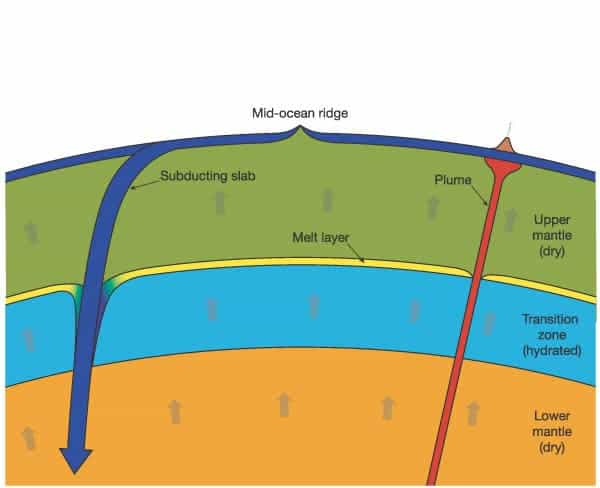 Mid-ocean ridge
Subducting slab
Plume
Melt layer
Upper
mantle
(dry)
Transition
zone
(hydrated)
Lower
mantle
(dry)